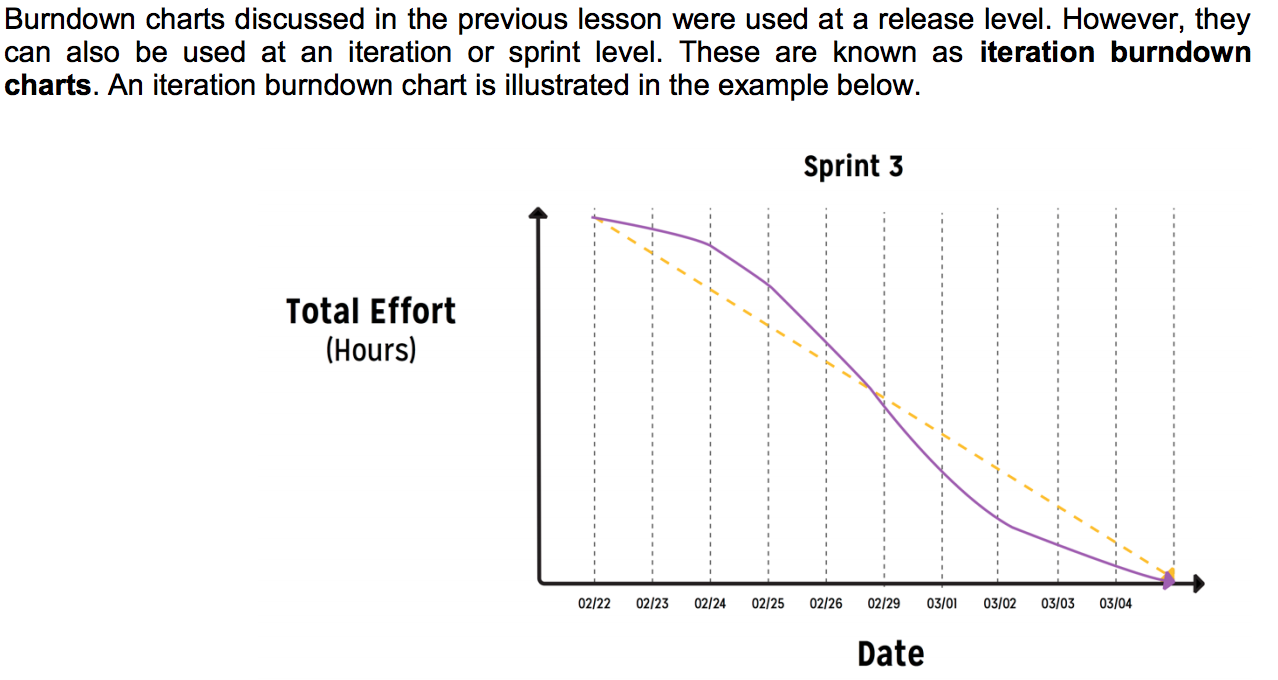 Burndown charts discussed in the previous lesson were used at a release level. However, they
can also be used at an iteration or sprint level. These are known as iteration burndown
charts. An iteration burndown chart is illustrated in the example below.
Sprint 3
Total Effort
(Hours)
02/22 02/23 02/24 02/25 02/26 02/29 03/01 03/02 03/03 03/04
Date